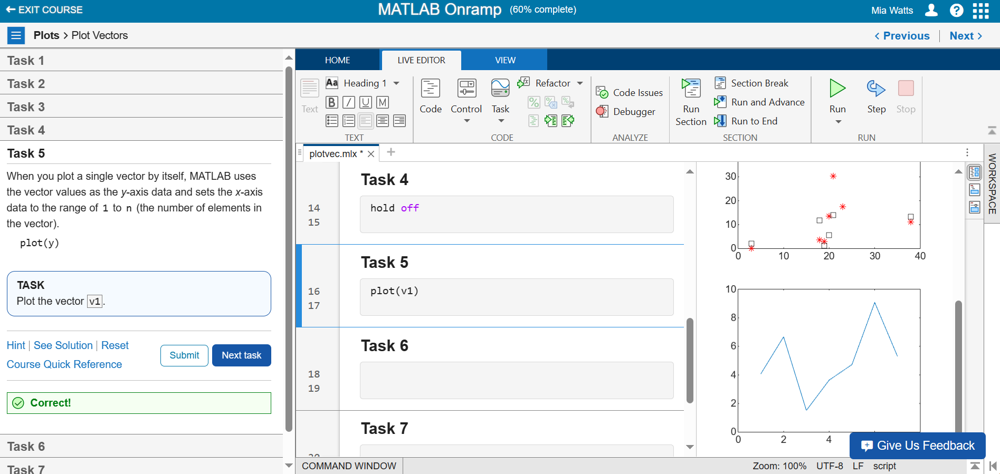 ← EXIT COURSE
MATLAB Onramp (60% complete)
Mia Watts
Plots > Plot Vectors
< Previous | Next >
Task 1
Task 2
Task 3
Task 4
Task 5
When you plot a single vector by itself, MATLAB uses
the vector values as the y-axis data and sets the x-axis
data to the range of 1 to n (the number of elements in
the vector).
plot(y)
TASK
Plot the vector v1.
Hint | See Solution | Reset
Course Quick Reference
Submit
Next task
Correct!
Task 6
Task 7
HOME
LIVE EDITOR
VIEW
Text
Aa Heading 1
B I U M
TEXT
Code
Control
Task
Refactor
CODE
Code Issues
Debugger
ANALYZE
Run
Section
Section Break
Run and Advance
Run to End
SECTION
Run
Step
Stop
RUN
plotvec.mlx *
Task 4
14 hold off
15
Task 5
16 plot(v1)
17
Task 6
18
19
Task 7
30
20
10
0
0 10 20 30 40
10
8
6
4
2
0
0 2 4
WORKSPACE
Give Us Feedback
COMMAND WINDOW
Zoom: 100% UTF-8 LF script